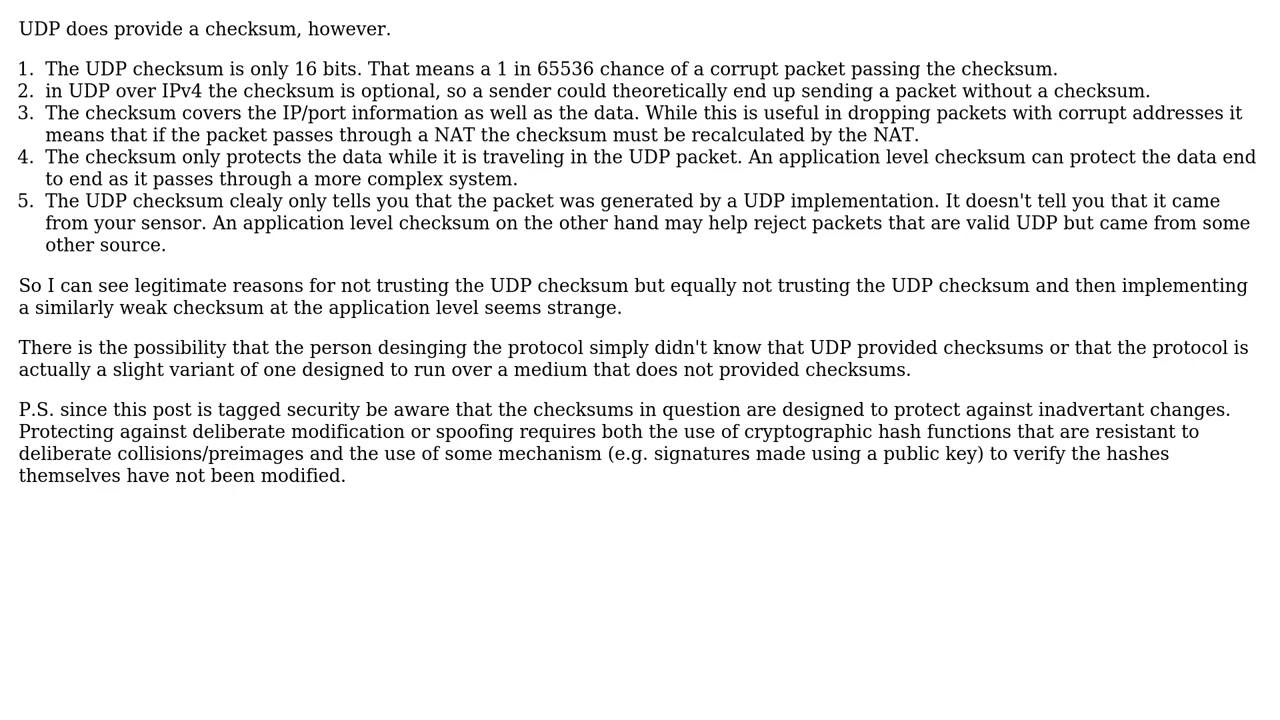 UDP does provide a checksum, however.
1. The UDP checksum is only 16 bits. That means a 1 in 65536 chance of a corrupt packet passing the checksum.
2. in UDP over IPv4 the checksum is optional, so a sender could theoretically end up sending a packet without a checksum.
3. The checksum covers the IP/port information as well as the data. While this is useful in dropping packets with corrupt addresses it
means that if the packet passes through a NAT the checksum must be recalculated by the NAT.
4. The checksum only protects the data while it is traveling in the UDP packet. An application level checksum can protect the data end
to end as it passes through a more complex system.
5. The UDP checksum clealy only tells you that the packet was generated by a UDP implementation. It doesn't tell you that it came
from your sensor. An application level checksum on the other hand may help reject packets that are valid UDP but came from some
other source.
So I can see legitimate reasons for not trusting the UDP checksum but equally not trusting the UDP checksum and then implementing
a similarly weak checksum at the application level seems strange.
There is the possibility that the person desinging the protocol simply didn't know that UDP provided checksums or that the protocol is
actually a slight variant of one designed to run over a medium that does not provided checksums.
P.S. since this post is tagged security be aware that the checksums in question are designed to protect against inadvertant changes.
Protecting against deliberate modification or spoofing requires both the use of cryptographic hash functions that are resistant to
deliberate collisions/preimages and the use of some mechanism (e.g. signatures made using a public key) to verify the hashes
themselves have not been modified.